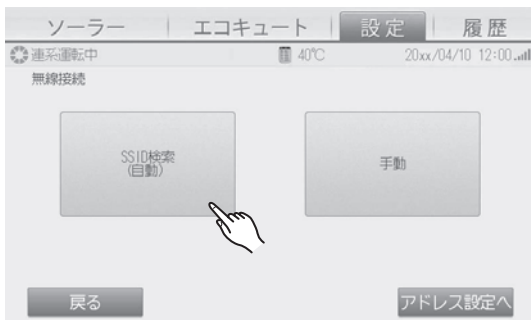 ソーラー エコキュート 設定 履歴
連系運転中 40℃ 20xx/04/10 12:00
無線接続
SSID検索
(自動)
手動
戻る アドレス設定へ